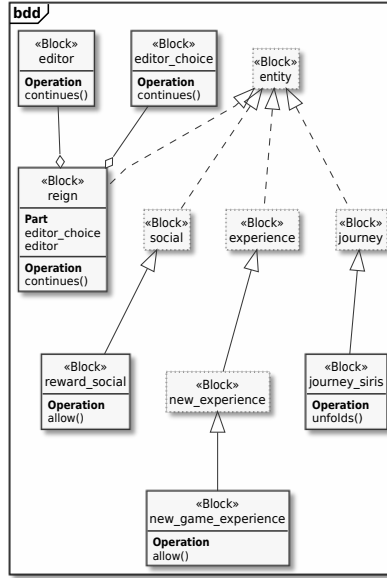 bdd
«Block»
editor
Operation
continues()
«Block»
editor_choice
Operation
continues()
«Block»
entity
«Block»
reign
Part
editor_choice
editor
Operation
continues()
«Block»
social
«Block»
experience
«Block»
journey
«Block»
reward_social
Operation
allow()
«Block»
new_experience
«Block»
journey_siris
Operation
unfolds()
«Block»
new_game_experience
Operation
allow()